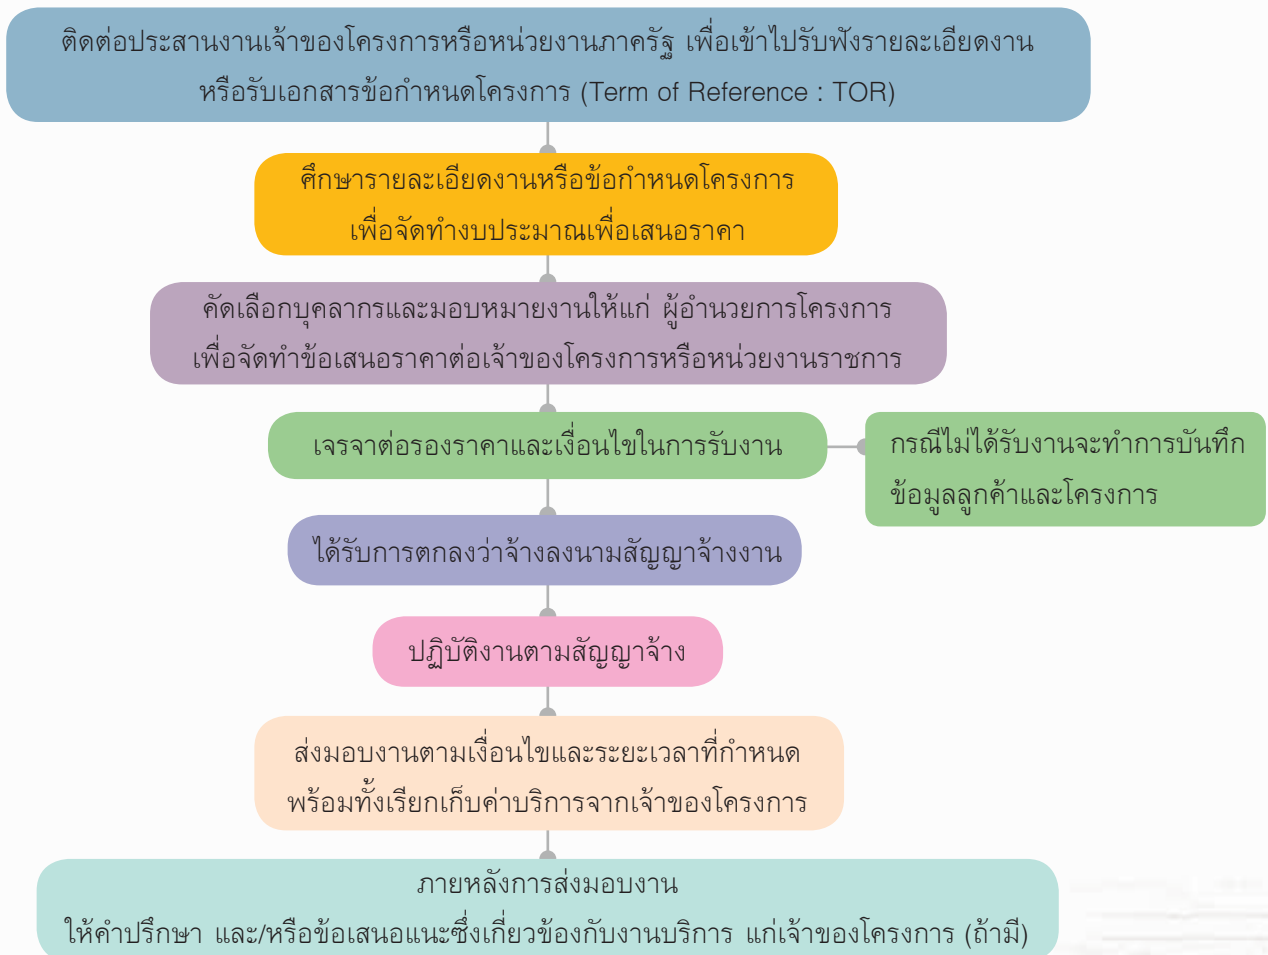 ติดต่อประสานงานเจ้าของโครงการหรือหน่วยงานภาครัฐ เพื่อเข้าไปรับฟังรายละเอียดงาน
หรือรับเอกสารข้อกำหนดโครงการ (Term of Reference : TOR)
ศึกษารายละเอียดงานหรือข้อกำหนดโครงการ
เพื่อจัดทำงบประมาณเพื่อเสนอราคา
คัดเลือกบุคลากรและมอบหมายงานให้แก่ ผู้อำนวยการโครงการ
เพื่อจัดทำข้อเสนอราคาต่อเจ้าของโครงการหรือหน่วยงานราชการ
เจรจาต่อรองราคาและเงื่อนไขในการรับงาน
กรณีไม่ได้รับงานจะทำการบันทึก
ข้อมูลลูกค้าและโครงการ
ได้รับการตกลงว่าจ้างลงนามสัญญาจ้างงาน
ปฏิบัติงานตามสัญญาจ้าง
ส่งมอบงานตามเงื่อนไขและระยะเวลาที่กำหนด
พร้อมทั้งเรียกเก็บค่าบริการจากเจ้าของโครงการ
ภายหลังการส่งมอบงาน
ให้คำปรึกษา และ/หรือข้อเสนอแนะซึ่งเกี่ยวข้องกับงานบริการ แก่เจ้าของโครงการ (ถ้ามี)